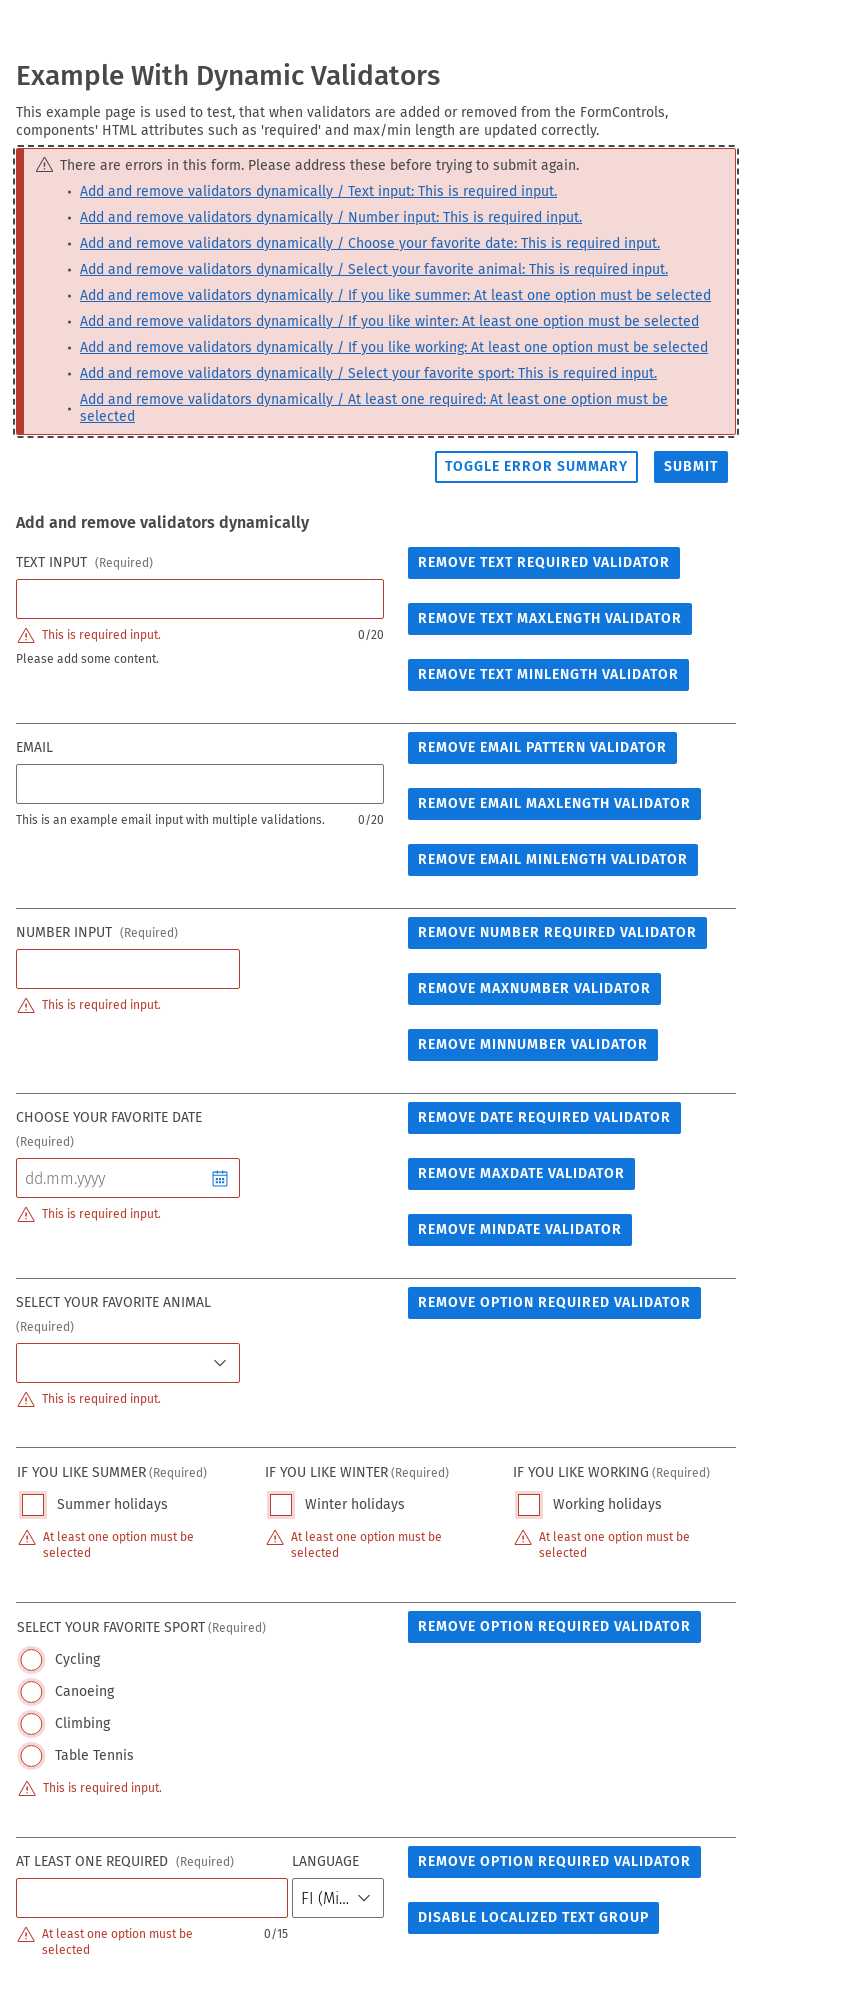 Example With Dynamic Validators
This example page is used to test, that when validators are added or removed from the FormControls,
components' HTML attributes such as 'required' and max/min length are updated correctly.
There are errors in this form. Please address these before trying to submit again.
Add and remove validators dynamically / Text input: This is required input.
Add and remove validators dynamically / Number input: This is required input.
Add and remove validators dynamically / Choose your favorite date: This is required input.
Add and remove validators dynamically / Select your favorite animal: This is required input.
Add and remove validators dynamically / If you like summer: At least one option must be selected
Add and remove validators dynamically / If you like winter: At least one option must be selected
Add and remove validators dynamically / If you like working: At least one option must be selected
Add and remove validators dynamically / Select your favorite sport: This is required input.
Add and remove validators dynamically / At least one required: At least one option must be
selected
TOGGLE ERROR SUMMARY SUBMIT
Add and remove validators dynamically
TEXT INPUT (Required) REMOVE TEXT REQUIRED VALIDATOR
REMOVE TEXT MAXLENGTH VALIDATOR
This is required input. 0/20
Please add some content.
REMOVE TEXT MINLENGTH VALIDATOR
EMAIL REMOVE EMAIL PATTERN VALIDATOR
REMOVE EMAIL MAXLENGTH VALIDATOR
This is an example email input with multiple validations. 0/20
REMOVE EMAIL MINLENGTH VALIDATOR
NUMBER INPUT (Required) REMOVE NUMBER REQUIRED VALIDATOR
REMOVE MAXNUMBER VALIDATOR
This is required input.
REMOVE MINNUMBER VALIDATOR
CHOOSE YOUR FAVORITE DATE REMOVE DATE REQUIRED VALIDATOR
(Required)
dd.mm.yyyy REMOVE MAXDATE VALIDATOR
This is required input.
REMOVE MINDATE VALIDATOR
SELECT YOUR FAVORITE ANIMAL REMOVE OPTION REQUIRED VALIDATOR
(Required)
This is required input.
IF YOU LIKE SUMMER (Required) IF YOU LIKE WINTER (Required) IF YOU LIKE WORKING (Required)
Summer holidays Winter holidays Working holidays
At least one option must be At least one option must be At least one option must be
selected selected selected
SELECT YOUR FAVORITE SPORT (Required) REMOVE OPTION REQUIRED VALIDATOR
Cycling
Canoeing
Climbing
Table Tennis
This is required input.
AT LEAST ONE REQUIRED (Required) LANGUAGE REMOVE OPTION REQUIRED VALIDATOR
FI (Mi...
DISABLE LOCALIZED TEXT GROUP
At least one option must be 0/15
selected